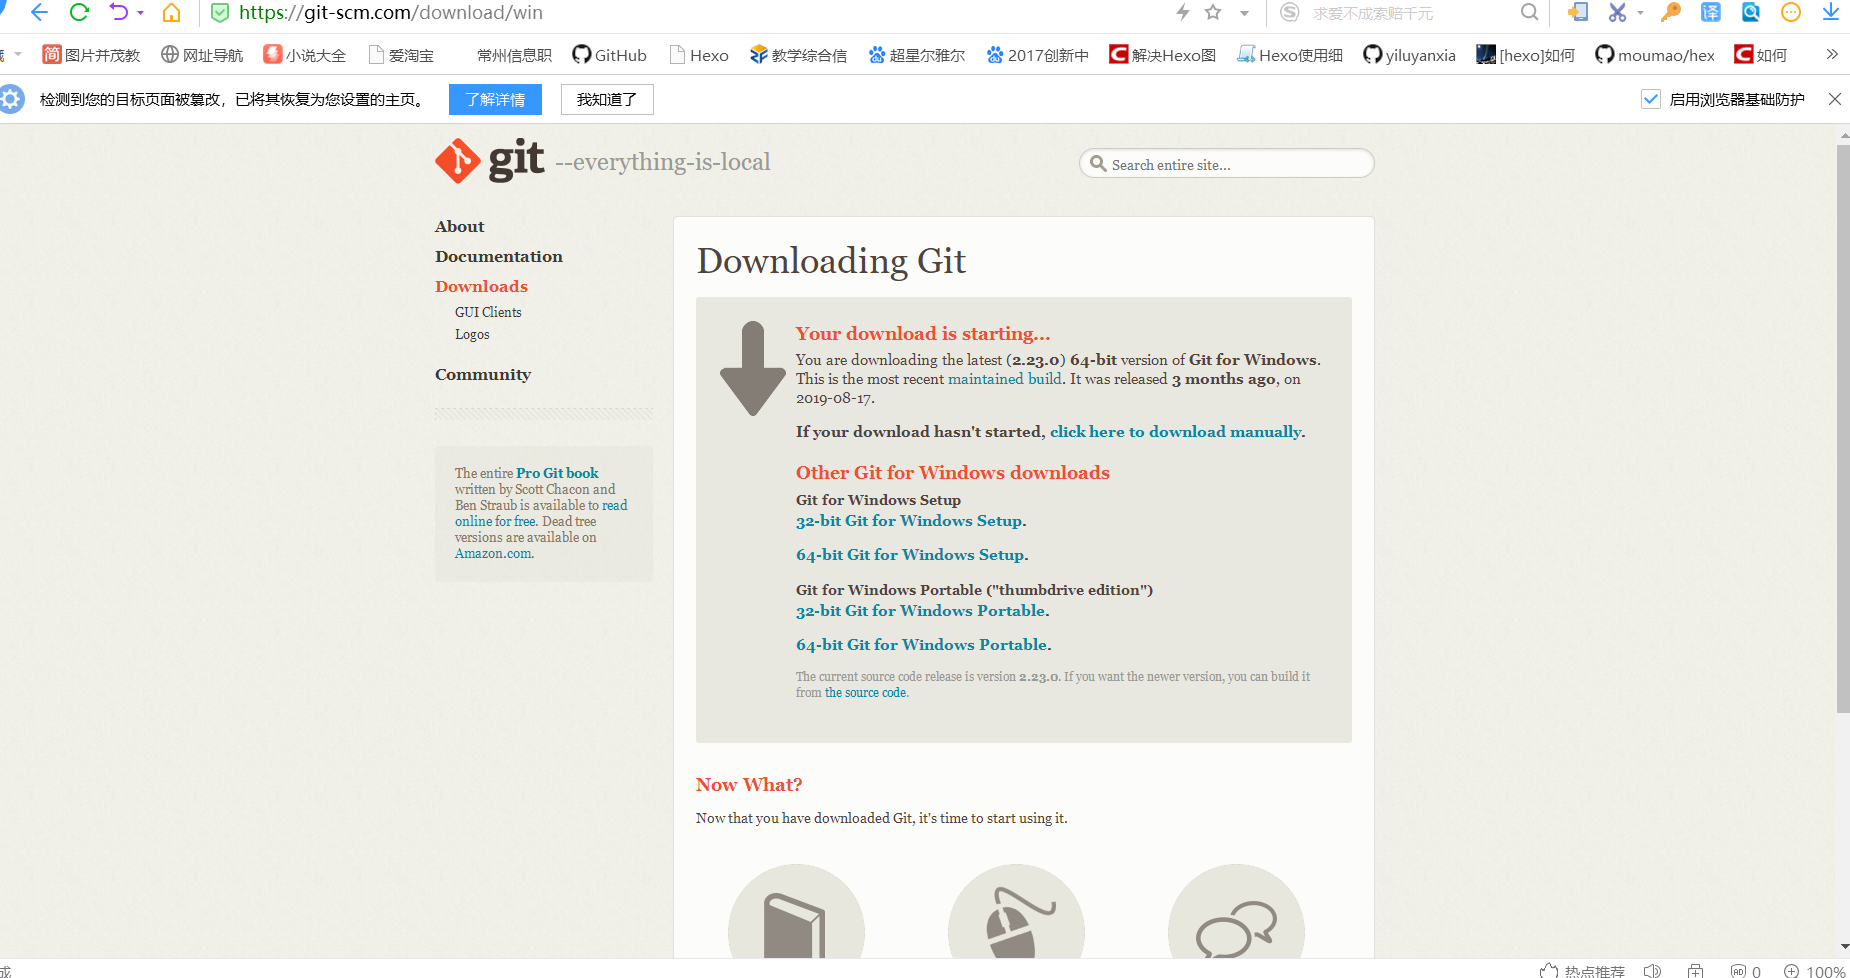 https://git-scm.com/download/win
求爱不成索赔千元
译
简 图片并茂教 网址导航 小说大全 爱淘宝 常州信息职 GitHub Hexo 教学综合信 超星尔雅尔 2017创新中 解决Hexo图 Hexo使用细 yiluyanxia [hexo]如何 moumao/hex 如何
检测到您的目标页面被篡改，已将其恢复为您设置的主页。 了解详情 我知道了 启用浏览器基础防护
git --everything-is-local
Search entire site...
About
Documentation
Downloads
GUI Clients
Logos
Community
The entire Pro Git book
written by Scott Chacon and
Ben Straub is available to read
online for free. Dead tree
versions are available on
Amazon.com.
Downloading Git
Your download is starting...
You are downloading the latest (2.23.0) 64-bit version of Git for Windows.
This is the most recent maintained build. It was released 3 months ago, on
2019-08-17.
If your download hasn't started, click here to download manually.
Other Git for Windows downloads
Git for Windows Setup
32-bit Git for Windows Setup.
64-bit Git for Windows Setup.
Git for Windows Portable ("thumbdrive edition")
32-bit Git for Windows Portable.
64-bit Git for Windows Portable.
The current source code release is version 2.23.0. If you want the newer version, you can build it
from the source code.
Now What?
Now that you have downloaded Git, it's time to start using it.
成 热点推荐 AD 0 100%